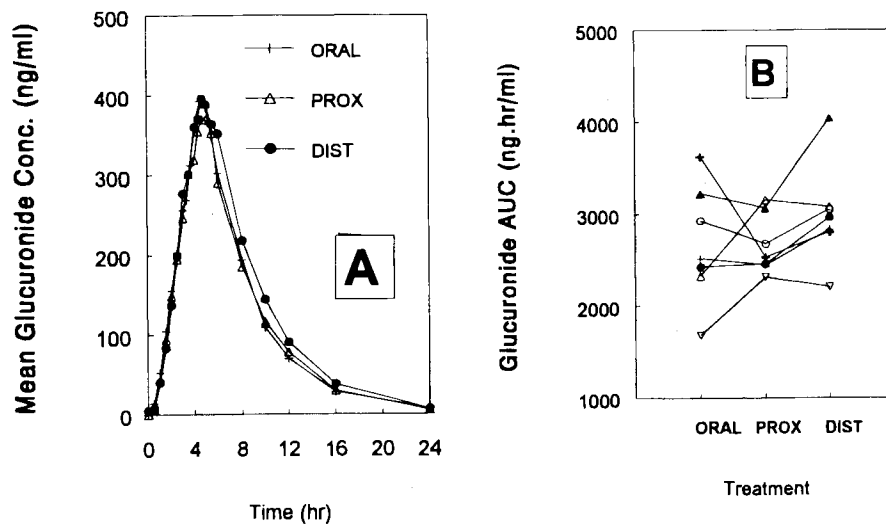 Mean Glucuronide Conc. (ng/ml)
500
400
300
200
100
0
ORAL
PROX
DIST
A
0 4 8 12 16 20 24
Time (hr)
Glucuronide AUC (ng.hr/ml)
5000
4000
3000
2000
1000
B
ORAL PROX DIST
Treatment